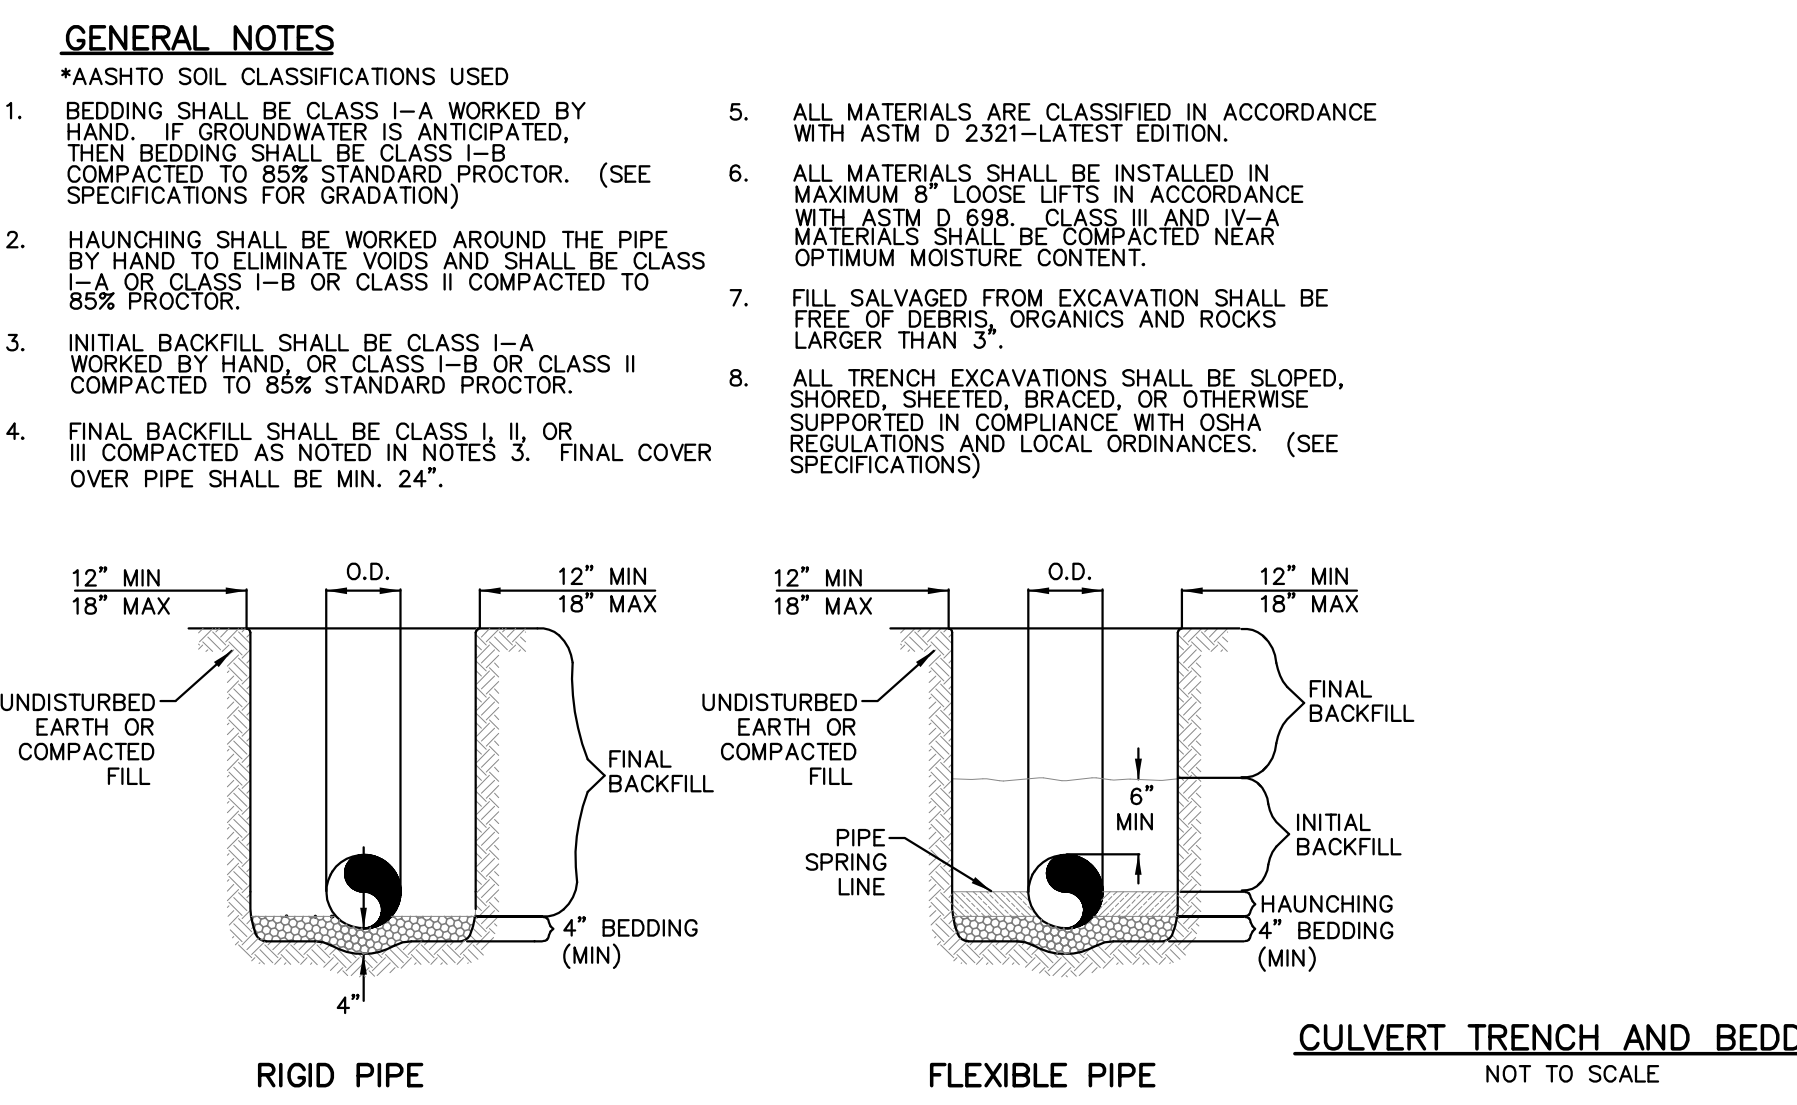 GENERAL NOTES
*AASHTO SOIL CLASSIFICATIONS USED
1. BEDDING SHALL BE CLASS I-A WORKED BY
HAND. IF GROUNDWATER IS ANTICIPATED,
THEN BEDDING SHALL BE CLASS I-B
COMPACTED TO 85% STANDARD PROCTOR. (SEE
SPECIFICATIONS FOR GRADATION)
2. HAUNCHING SHALL BE WORKED AROUND THE PIPE
BY HAND TO ELIMINATE VOIDS AND SHALL BE CLASS
I-A OR CLASS I-B OR CLASS II COMPACTED TO
85% PROCTOR.
3. INITIAL BACKFILL SHALL BE CLASS I-A
WORKED BY HAND, OR CLASS I-B OR CLASS II
COMPACTED TO 85% STANDARD PROCTOR.
4. FINAL BACKFILL SHALL BE CLASS I, II, OR
III COMPACTED AS NOTED IN NOTES 3. FINAL COVER
OVER PIPE SHALL BE MIN. 24".
5. ALL MATERIALS ARE CLASSIFIED IN ACCORDANCE
WITH ASTM D 2321-LATEST EDITION.
6. ALL MATERIALS SHALL BE INSTALLED IN
MAXIMUM 8" LOOSE LIFTS IN ACCORDANCE
WITH ASTM D 698. CLASS III AND IV-A
MATERIALS SHALL BE COMPACTED NEAR
OPTIMUM MOISTURE CONTENT.
7. FILL SALVAGED FROM EXCAVATION SHALL BE
FREE OF DEBRIS, ORGANICS AND ROCKS
LARGER THAN 3".
8. ALL TRENCH EXCAVATIONS SHALL BE SLOPED,
SHORED, SHEETED, BRACED, OR OTHERWISE
SUPPORTED IN COMPLIANCE WITH OSHA
REGULATIONS AND LOCAL ORDINANCES. (SEE
SPECIFICATIONS)
12" MIN
18" MAX
O.D.
12" MIN
18" MAX
UNDISTURBED
EARTH OR
COMPACTED
FILL
FINAL
BACKFILL
4" BEDDING
(MIN)
4"
RIGID PIPE
12" MIN
18" MAX
O.D.
12" MIN
18" MAX
UNDISTURBED
EARTH OR
COMPACTED
FILL
FINAL
BACKFILL
6"
MIN
PIPE
SPRING
LINE
INITIAL
BACKFILL
HAUNCHING
4" BEDDING
(MIN)
FLEXIBLE PIPE
CULVERT TRENCH AND BEDD
NOT TO SCALE